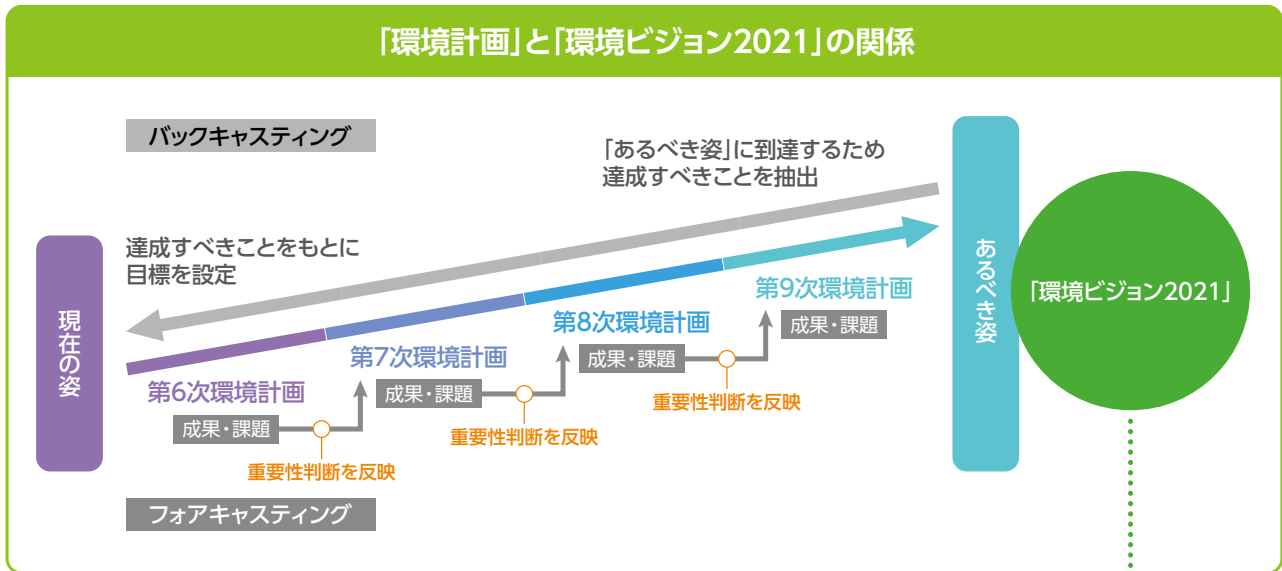 「環境計画」と「環境ビジョン2021」の関係
バックキャスティング
「あるべき姿」に到達するため
達成すべきことを抽出
達成すべきことをもとに
目標を設定
現在の姿
あるべき姿
「環境ビジョン2021」
第6次環境計画
成果・課題
重要性判断を反映
第7次環境計画
成果・課題
重要性判断を反映
第8次環境計画
成果・課題
重要性判断を反映
第9次環境計画
成果・課題
フォアキャスティング